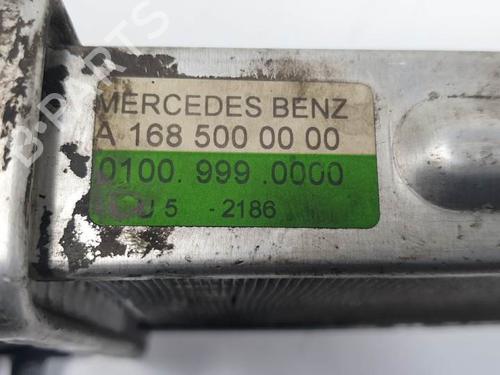 MERCEDES BENZ
A 168 500 00 00
0100. 999 .0000
U 5 - 2186
B-PARTS